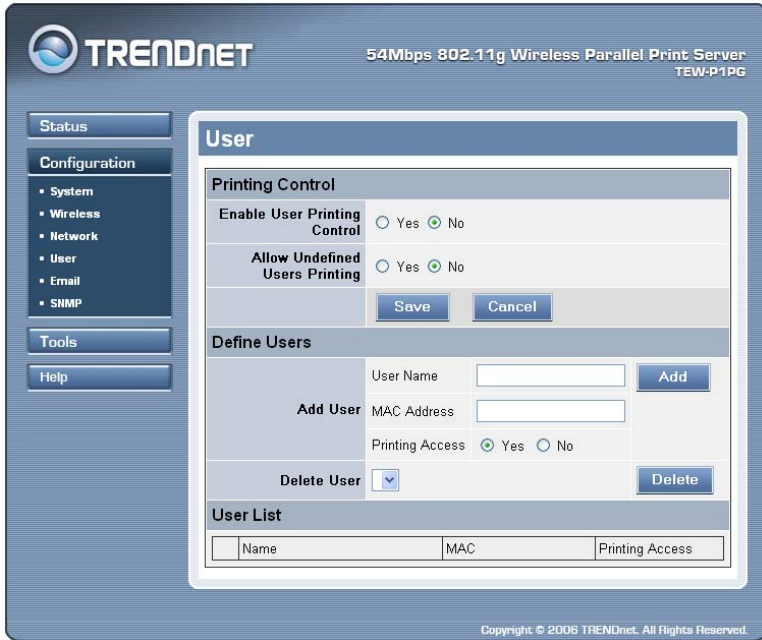 TRENDNET
54Mbps 802.11g Wireless Parallel Print Server
TEW-P1PG
Status
Configuration
System
Wireless
Network
User
Email
SNMP
Tools
Help
User
Printing Control
Enable User Printing
Control
Yes No
Allow Undefined
Users Printing
Yes No
Save Cancel
Define Users
Add User
User Name
Add
MAC Address
Printing Access Yes No
Delete User
Delete
User List
Name MAC Printing Access
Copyright © 2006 TRENDnet. All Rights Reserved.